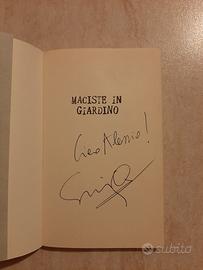 MACISTE IN
GIARDINO
Ciao Alessio!
subito